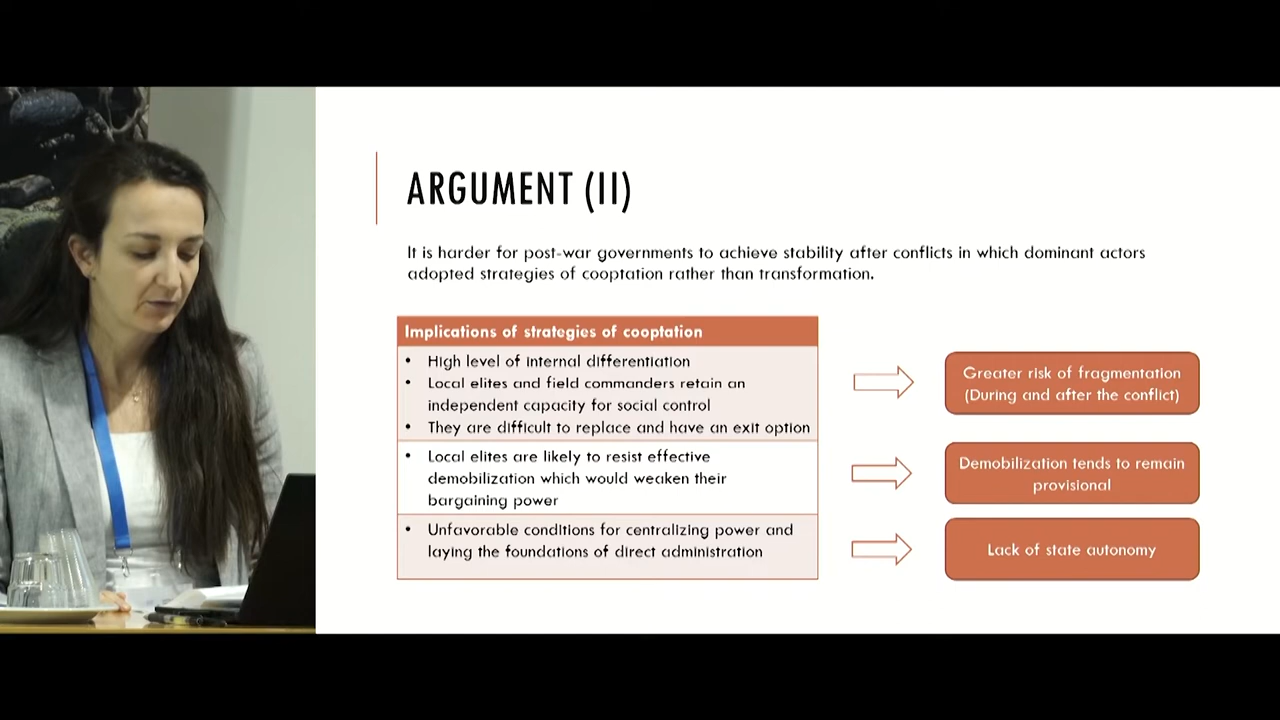 ARGUMENT (II)
It is harder for post-war governments to achieve stability after conflicts in which dominant actors
adopted strategies of cooptation rather than transformation.
Implications of strategies of cooptation
• High level of internal differentiation
• Local elites and field commanders retain an
independent capacity for social control
• They are difficult to replace and have an exit option
Greater risk of fragmentation
(During and after the conflict)
• Local elites are likely to resist effective
demobilization which would weaken their
bargaining power
Demobilization tends to remain
provisional
• Unfavorable conditions for centralizing power and
laying the foundations of direct administration
Lack of state autonomy